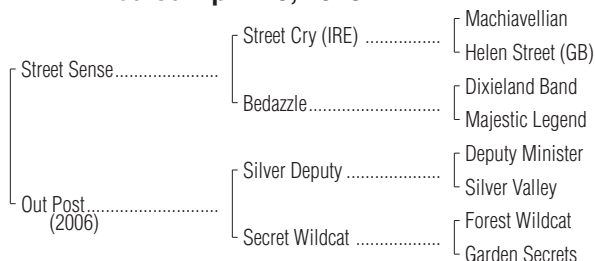 Machiavellian
Street Cry (IRE)
Helen Street (GB)
Street Sense
Dixieland Band
Bedazzle
Majestic Legend
Deputy Minister
Silver Deputy
Silver Valley
Out Post
(2006)
Forest Wildcat
Secret Wildcat
Garden Secrets